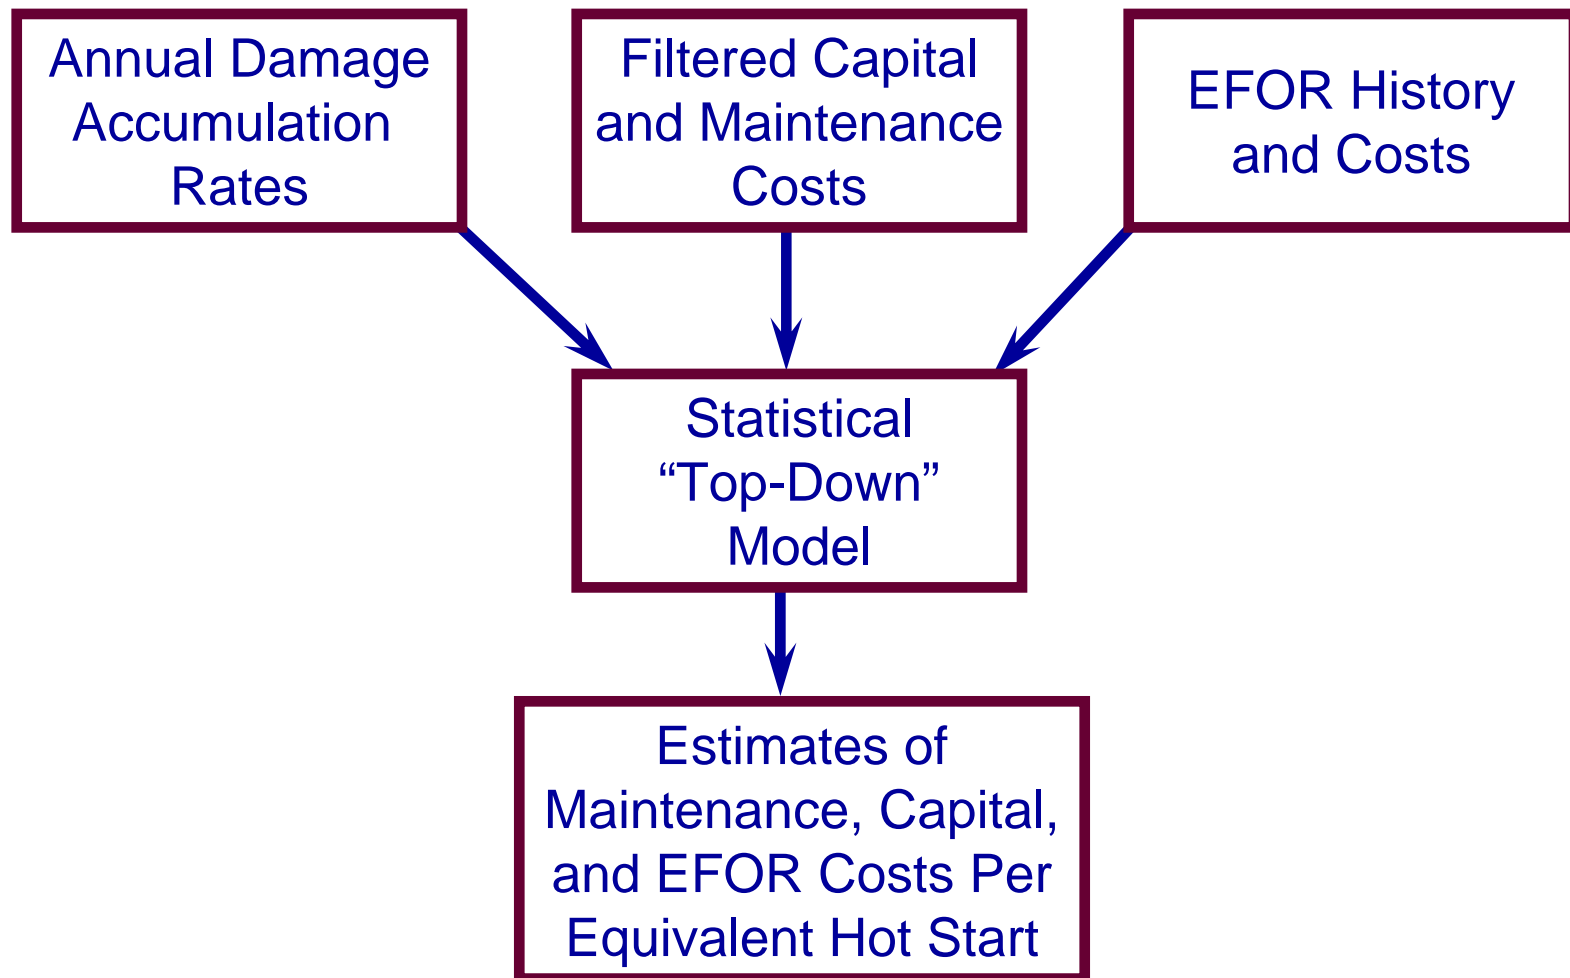 Annual Damage
Accumulation
Rates
Filtered Capital
and Maintenance
Costs
EFOR History
and Costs
Statistical
“Top-Down”
Model
Estimates of
Maintenance, Capital,
and EFOR Costs Per
Equivalent Hot Start